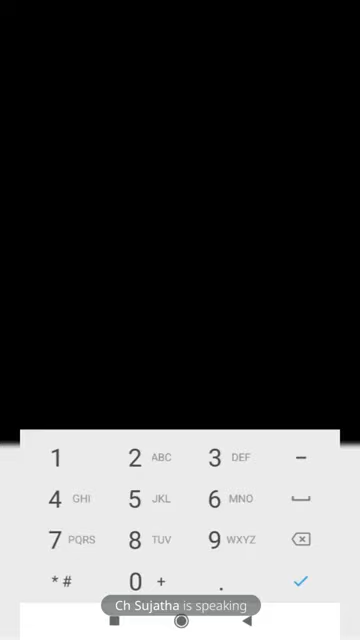 1 2 ABC 3 DEF –
4 GHI 5 JKL 6 MNO
7 PQRS 8 TUV 9 WXYZ
* # 0 + .
Ch Sujatha is speaking